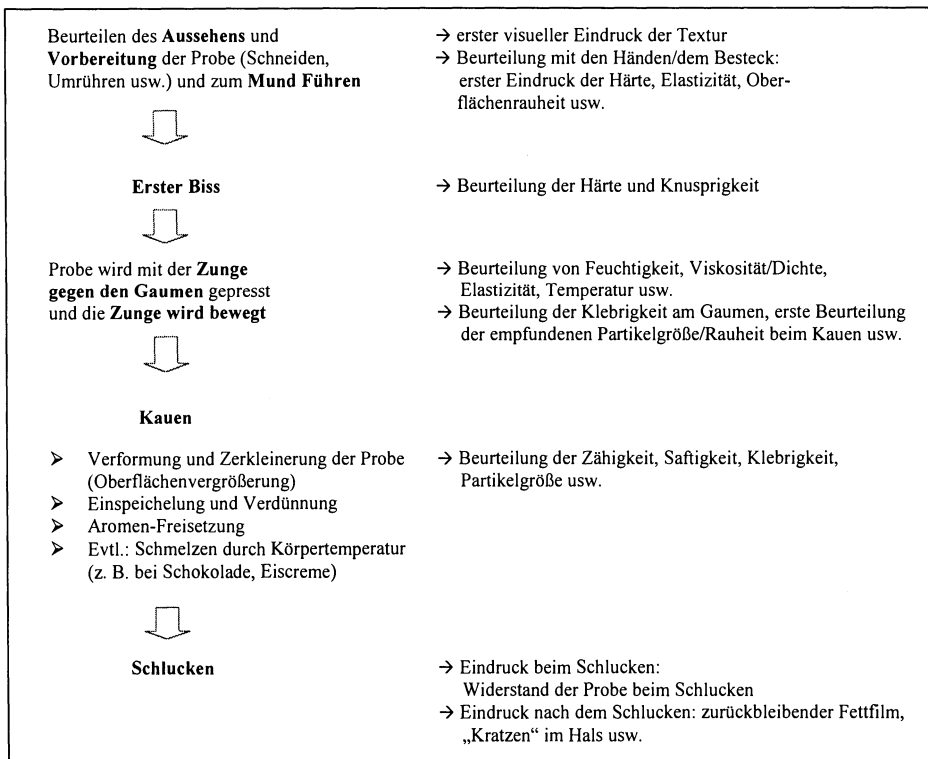 Beurteilen des Aussehens und
Vorbereitung der Probe (Schneiden,
Umrühren usw.) und zum Mund Führen
→ erster visueller Eindruck der Textur
→ Beurteilung mit den Händen/dem Besteck:
erster Eindruck der Härte, Elastizität, Ober-
flächenrauheit usw.
Erster Biss
→ Beurteilung der Härte und Knusprigkeit
Probe wird mit der Zunge
gegen den Gaumen gepresst
und die Zunge wird bewegt
→ Beurteilung von Feuchtigkeit, Viskosität/Dichte,
Elastizität, Temperatur usw.
→ Beurteilung der Klebrigkeit am Gaumen, erste Beurteilung
der empfundenen Partikelgröße/Rauheit beim Kauen usw.
Kauen
➢ Verformung und Zerkleinerung der Probe
(Oberflächenvergrößerung)
➢ Einspeichelung und Verdünnung
➢ Aromen-Freisetzung
➢ Evtl.: Schmelzen durch Körpertemperatur
(z. B. bei Schokolade, Eiscreme)
→ Beurteilung der Zähigkeit, Saftigkeit, Klebrigkeit,
Partikelgröße usw.
Schlucken
→ Eindruck beim Schlucken:
Widerstand der Probe beim Schlucken
→ Eindruck nach dem Schlucken: zurückbleibender Fettfilm,
„Kratzen“ im Hals usw.